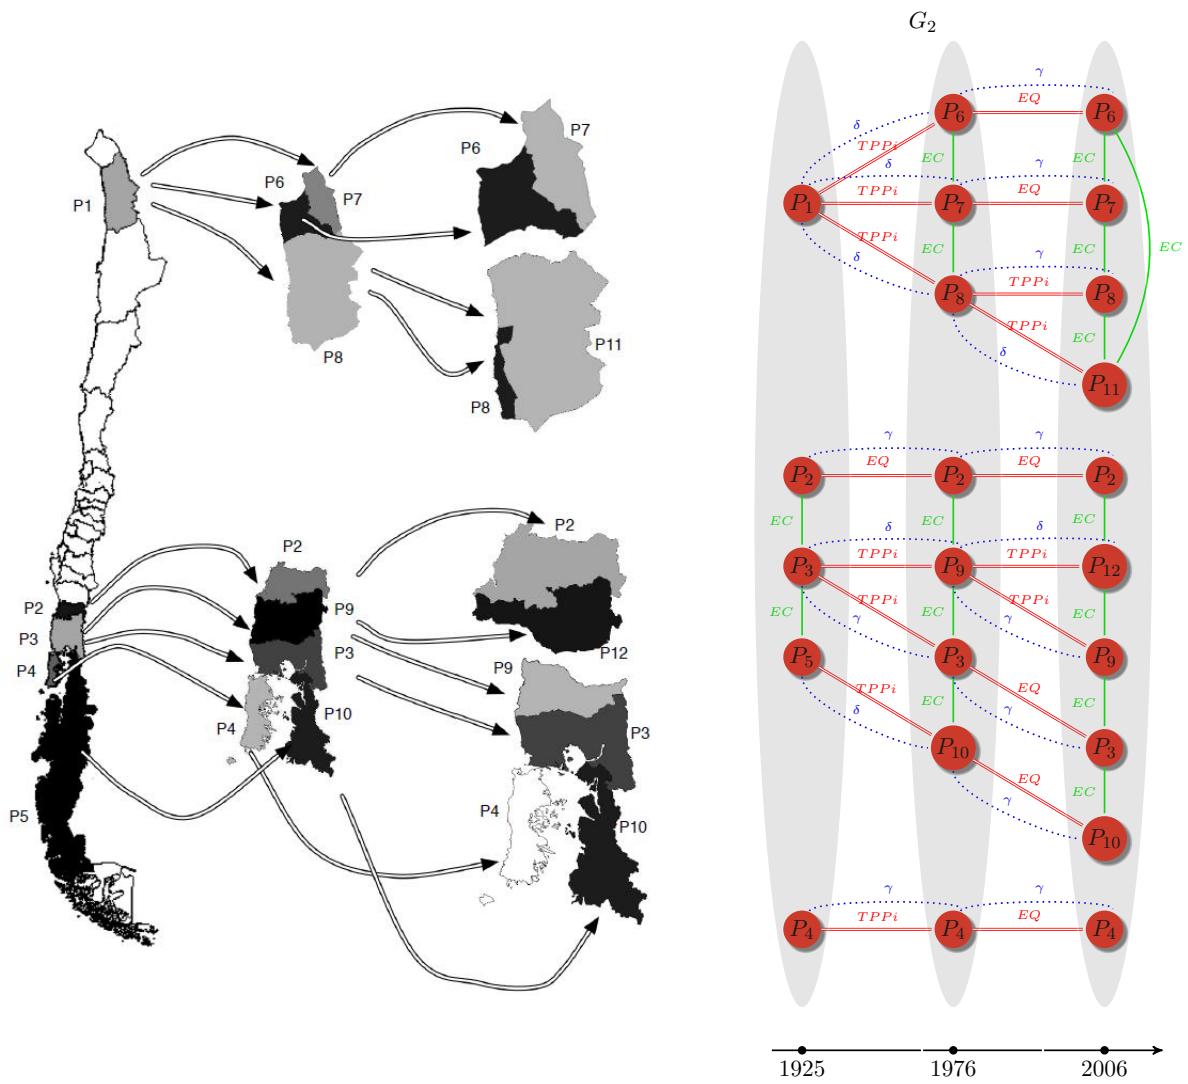 P1
P6
P7
P8
P6
P7
P11
P8
P2
P3
P4
P5
P2
P9
P3
P10
P4
P2
P12
P9
P3
P4
P10
G2
γ
EQ
P6
P6
δ
TPPi
EC
EC
δ
γ
P1
TPPi
P7
EQ
P7
TPPi
EC
EC
EC
δ
γ
P8
TPPi
P8
TPPi
EC
δ
P11
γ
γ
EQ
EQ
P2
P2
P2
EC
EC
EC
δ
δ
TPPi
TPPi
P3
P9
P12
TPPi
TPPi
EC
EC
EC
γ
γ
P5
P3
P9
TPPi
EQ
EC
EC
δ
γ
P10
P3
EQ
EC
γ
P10
γ
γ
TPPi
EQ
P4
P4
P4
1925
1976
2006